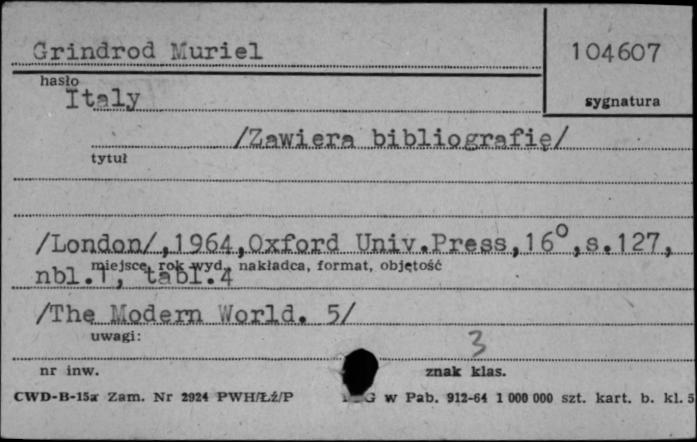 Grindrod Muriel
104607
hasło
sygnatura
Italy
/Zawiera bibliografię/
tytuł
/London/,1964,Oxford Univ.Press,16°,s.127,
miejsce, rok wyd., nakładca, format, objętość
nbl.1, tabl.4
/The Modern World. 5/
uwagi:
3
nr inw.
znak klas.
CWD-B-15a Zam. Nr 2924 PWH/Łź/P
G w Pab. 912-64 1 000 000 szt. kart. b. kl. 5